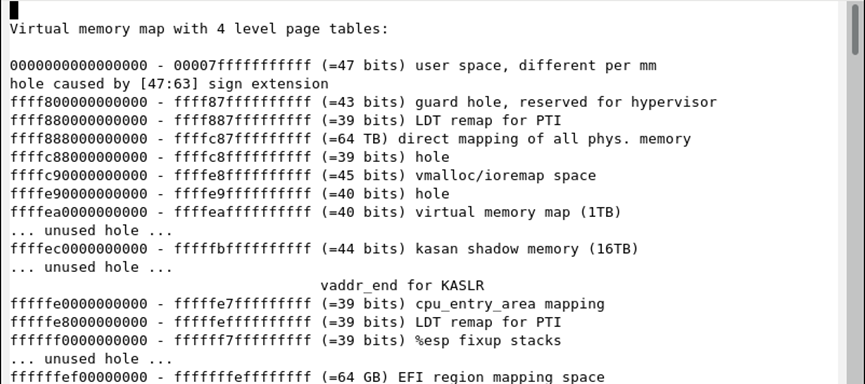 Virtual memory map with 4 level page tables:
0000000000000000 - 00007fffffffffff (=47 bits) user space, different per mm
hole caused by [47:63] sign extension
ffff800000000000 - ffff87ffffffffff (=43 bits) guard hole, reserved for hypervisor
ffff880000000000 - ffff887fffffffff (=39 bits) LDT remap for PTI
ffff888000000000 - ffffc87fffffffff (=64 TB) direct mapping of all phys. memory
ffffc88000000000 - ffffc8ffffffffff (=39 bits) hole
ffffc90000000000 - ffffe8ffffffffff (=45 bits) vmalloc/ioremap space
ffffe90000000000 - ffffe9ffffffffff (=40 bits) hole
ffffea0000000000 - ffffeaffffffffff (=40 bits) virtual memory map (1TB)
... unused hole ...
ffffec0000000000 - fffffbffffffffff (=44 bits) kasan shadow memory (16TB)
... unused hole ...
vaddr_end for KASLR
fffffe0000000000 - fffffe7fffffffff (=39 bits) cpu_entry_area mapping
fffffe8000000000 - fffffeffffffffff (=39 bits) LDT remap for PTI
ffffff0000000000 - ffffff7fffffffff (=39 bits) %esp fixup stacks
... unused hole ...
ffffffef00000000 - fffffffeffffffff (=64 GB) EFI region mapping space